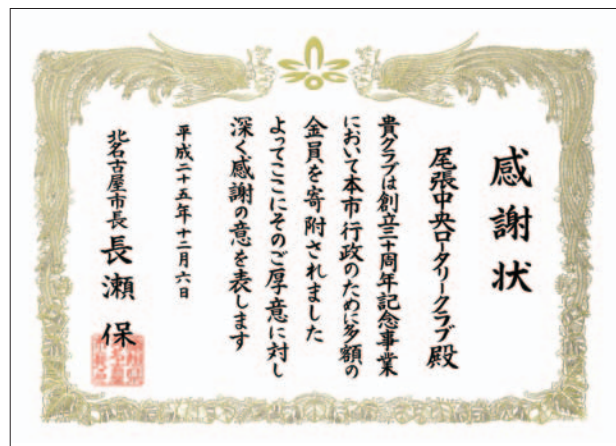 感謝状
尾張中央ロータリークラブ殿
貴クラブは創立三十周年記念事業
において本市行政のために多額の
金員を寄附されました
よってここにそのご厚意に対し
深く感謝の意を表します
平成二十五年十二月六日
北名古屋市長 長瀬 保